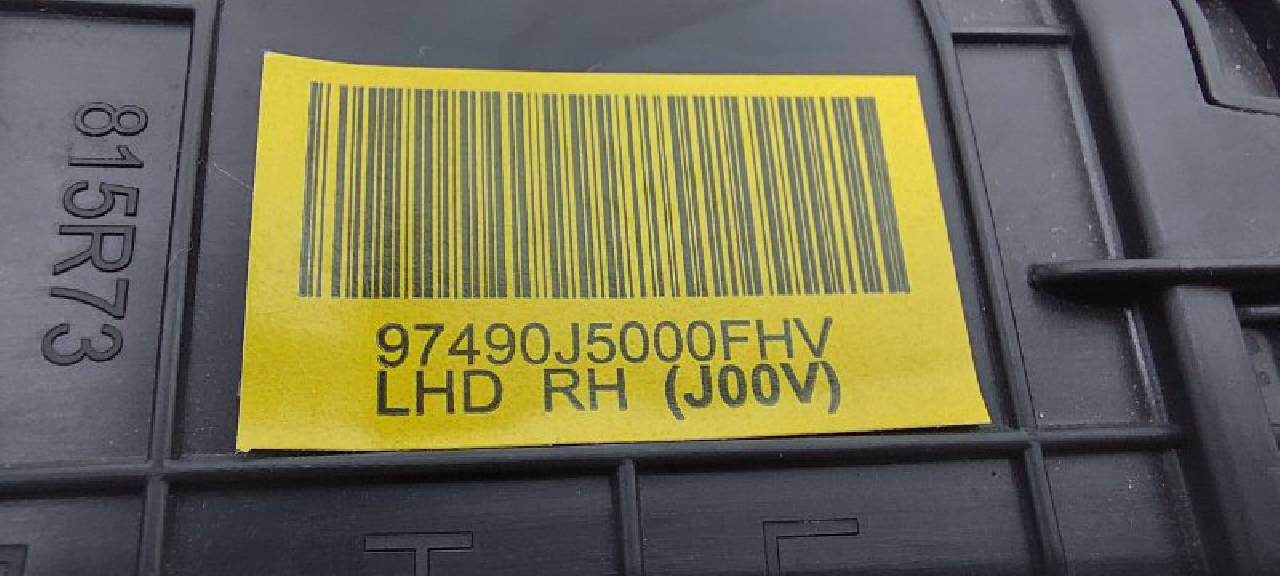 815R73
97490J5000FHV
LHD RH (J00V)